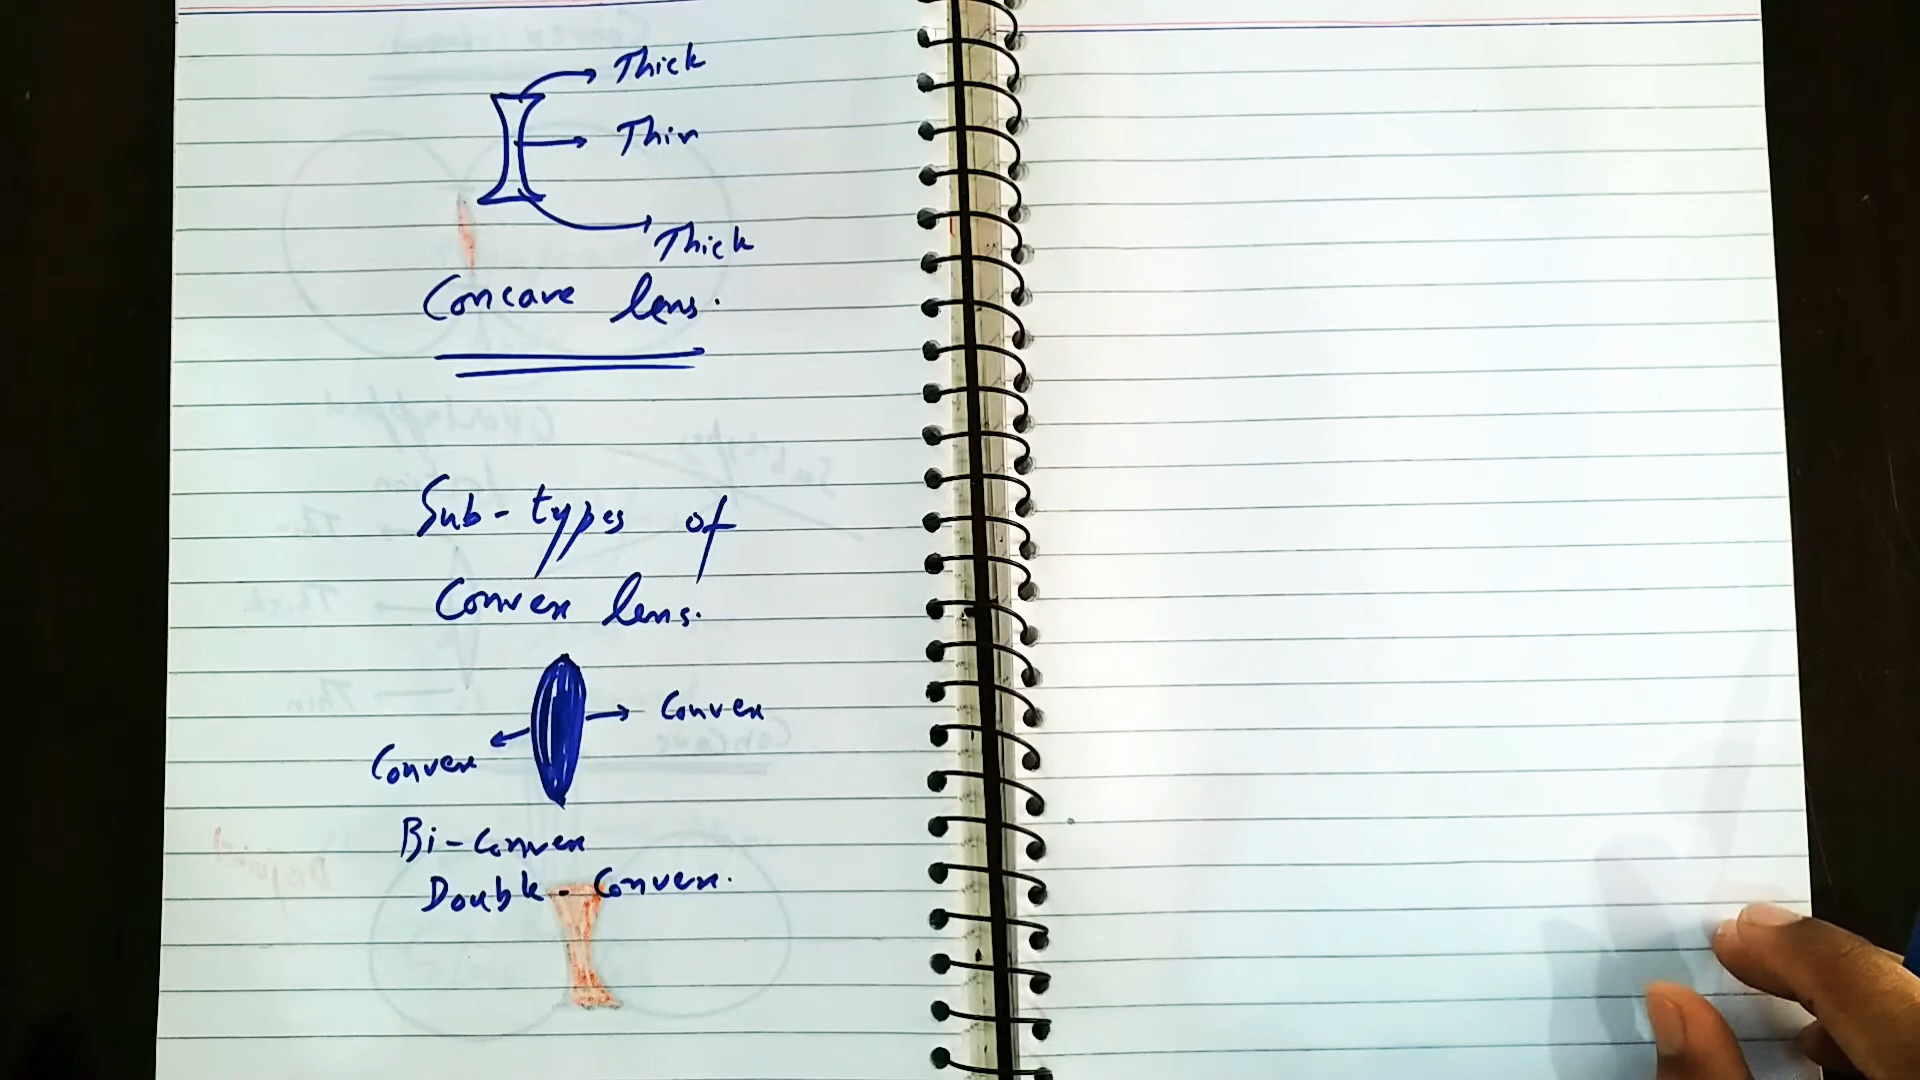 Thick
Thin
Thick
Concave lens.
Sub-types of
Convex lens.
Convex
Convex
Bi-Convex
Double-Convex.